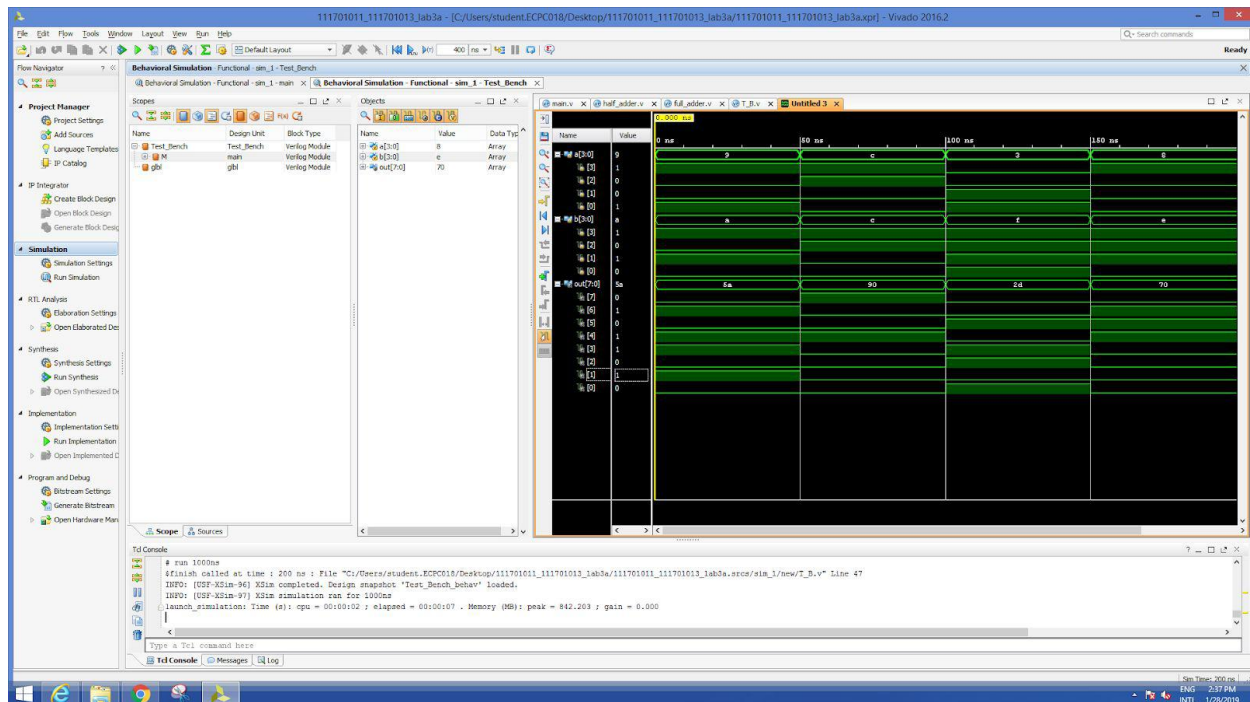 111701011_111701013_lab3a - [C:/Users/student.ECPC018/Desktop/111701011_111701013_lab3a/111701011_111701013_lab3a.xpr] - Vivado 2016.2
File Edit Flow Tools Window Layout View Run Help
Q- Search commands
Default Layout
400 ns
Ready
Flow Navigator
Project Manager
Project Settings
Add Sources
Language Templates
IP Catalog
IP Integrator
Create Block Design
Open Block Design
Generate Block Desig
Simulation
Simulation Settings
Run Simulation
RTL Analysis
Elaboration Settings
Open Elaborated Des
Synthesis
Synthesis Settings
Run Synthesis
Open Synthesized De
Implementation
Implementation Setti
Run Implementation
Open Implemented D
Program and Debug
Bitstream Settings
Generate Bitstream
Open Hardware Man
Behavioral Simulation - Functional - sim_1 - Test_Bench
Behavioral Simulation - Functional - sim_1 - main
Behavioral Simulation - Functional - sim_1 - Test_Bench
Scopes
Name Design Unit Block Type
Test_Bench Test_Bench Verilog Module
M main Verilog Module
glbl glbl Verilog Module
Scope Sources
Objects
Name Value Data Typ
a[3:0] 8 Array
b[3:0] e Array
out[7:0] 70 Array
main.v half_adder.v full_adder.v T_B.v Untitled 3
0.000 ns
Name Value
0 ns 50 ns 100 ns 150 ns
a[3:0] 9 9 c 3 8
[3] 1
[2] 0
[1] 0
[0] 1
b[3:0] a a c f e
[3] 1
[2] 0
[1] 1
[0] 0
out[7:0] 5a 5a 90 2d 70
[7] 0
[6] 1
[5] 0
[4] 1
[3] 1
[2] 0
[1] 1
[0] 0
Tcl Console
# run 1000ns
$finish called at time : 200 ns : File "C:/Users/student.ECPC018/Desktop/111701011_111701013_lab3a/111701011_111701013_lab3a.srcs/sim_1/new/T_B.v" Line 47
INFO: [USF-XSim-96] XSim completed. Design snapshot 'Test_Bench_behav' loaded.
INFO: [USF-XSim-97] XSim simulation ran for 1000ns
launch_simulation: Time (s): cpu = 00:00:02 ; elapsed = 00:00:07 . Memory (MB): peak = 842.203 ; gain = 0.000
Type a Tcl command here
Tcl Console Messages Log
Sim Time: 200 ns
ENG 2:37 PM
INTL 1/28/2019